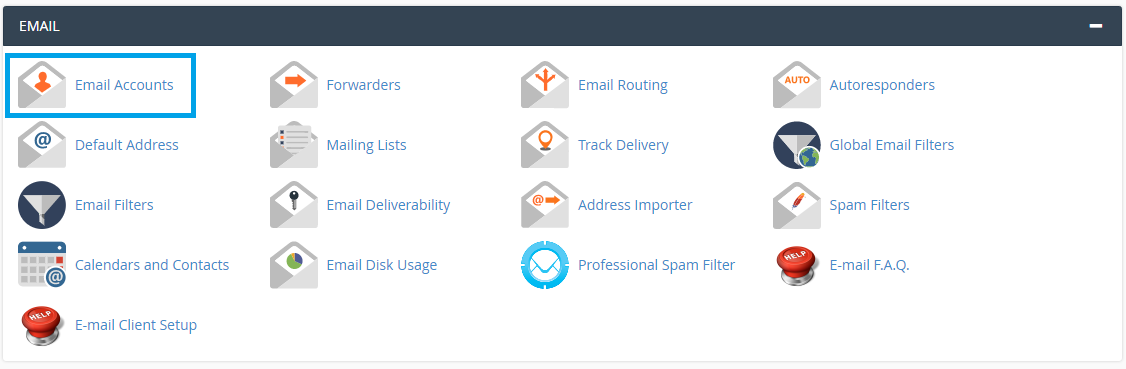 EMAIL
Email Accounts
Forwarders
Email Routing
AUTO
Autoresponders
@
Default Address
Mailing Lists
Track Delivery
Global Email Filters
Email Filters
Email Deliverability
@
Address Importer
Spam Filters
@
Calendars and Contacts
Email Disk Usage
Professional Spam Filter
HELP
E-mail F.A.Q.
HELP
E-mail Client Setup